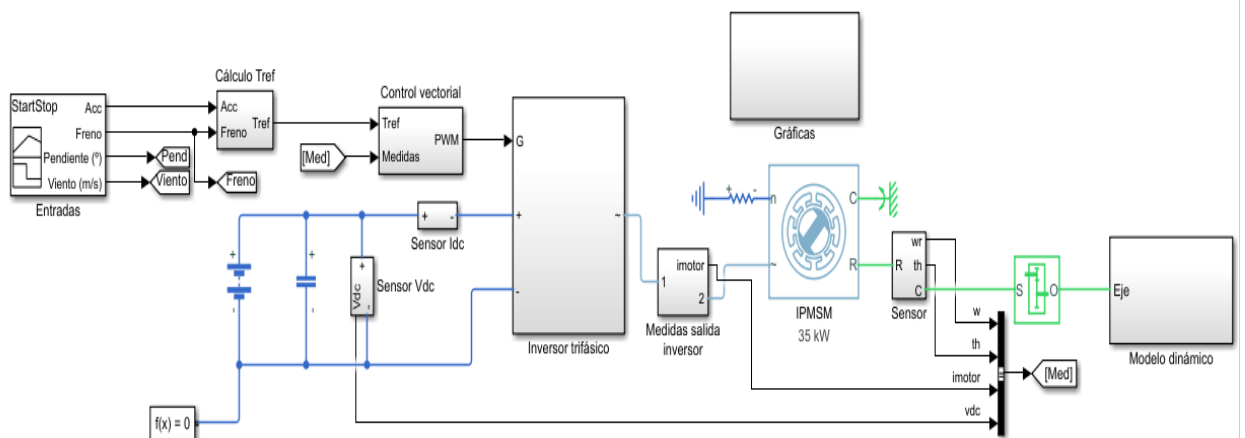 StartStop
Acc
Freno
Pendiente (º)
Viento (m/s)
Entradas
Pend
Viento
Freno
Cálculo Tref
Acc
Freno
Tref
[Med]
Control vectorial
Tref
Medidas
PWM
Gráficas
G
+
-
~
Inversor trifásico
+
-
Sensor Idc
+
-
+
-
+
Vdc
-
Sensor Vdc
f(x) = 0
imotor
1
2
Medidas salida
inversor
+
-
n
C
~
R
IPMSM
35 kW
wr
R
th
C
Sensor
S
O
Eje
Modelo dinámico
w
th
imotor
vdc
[Med]